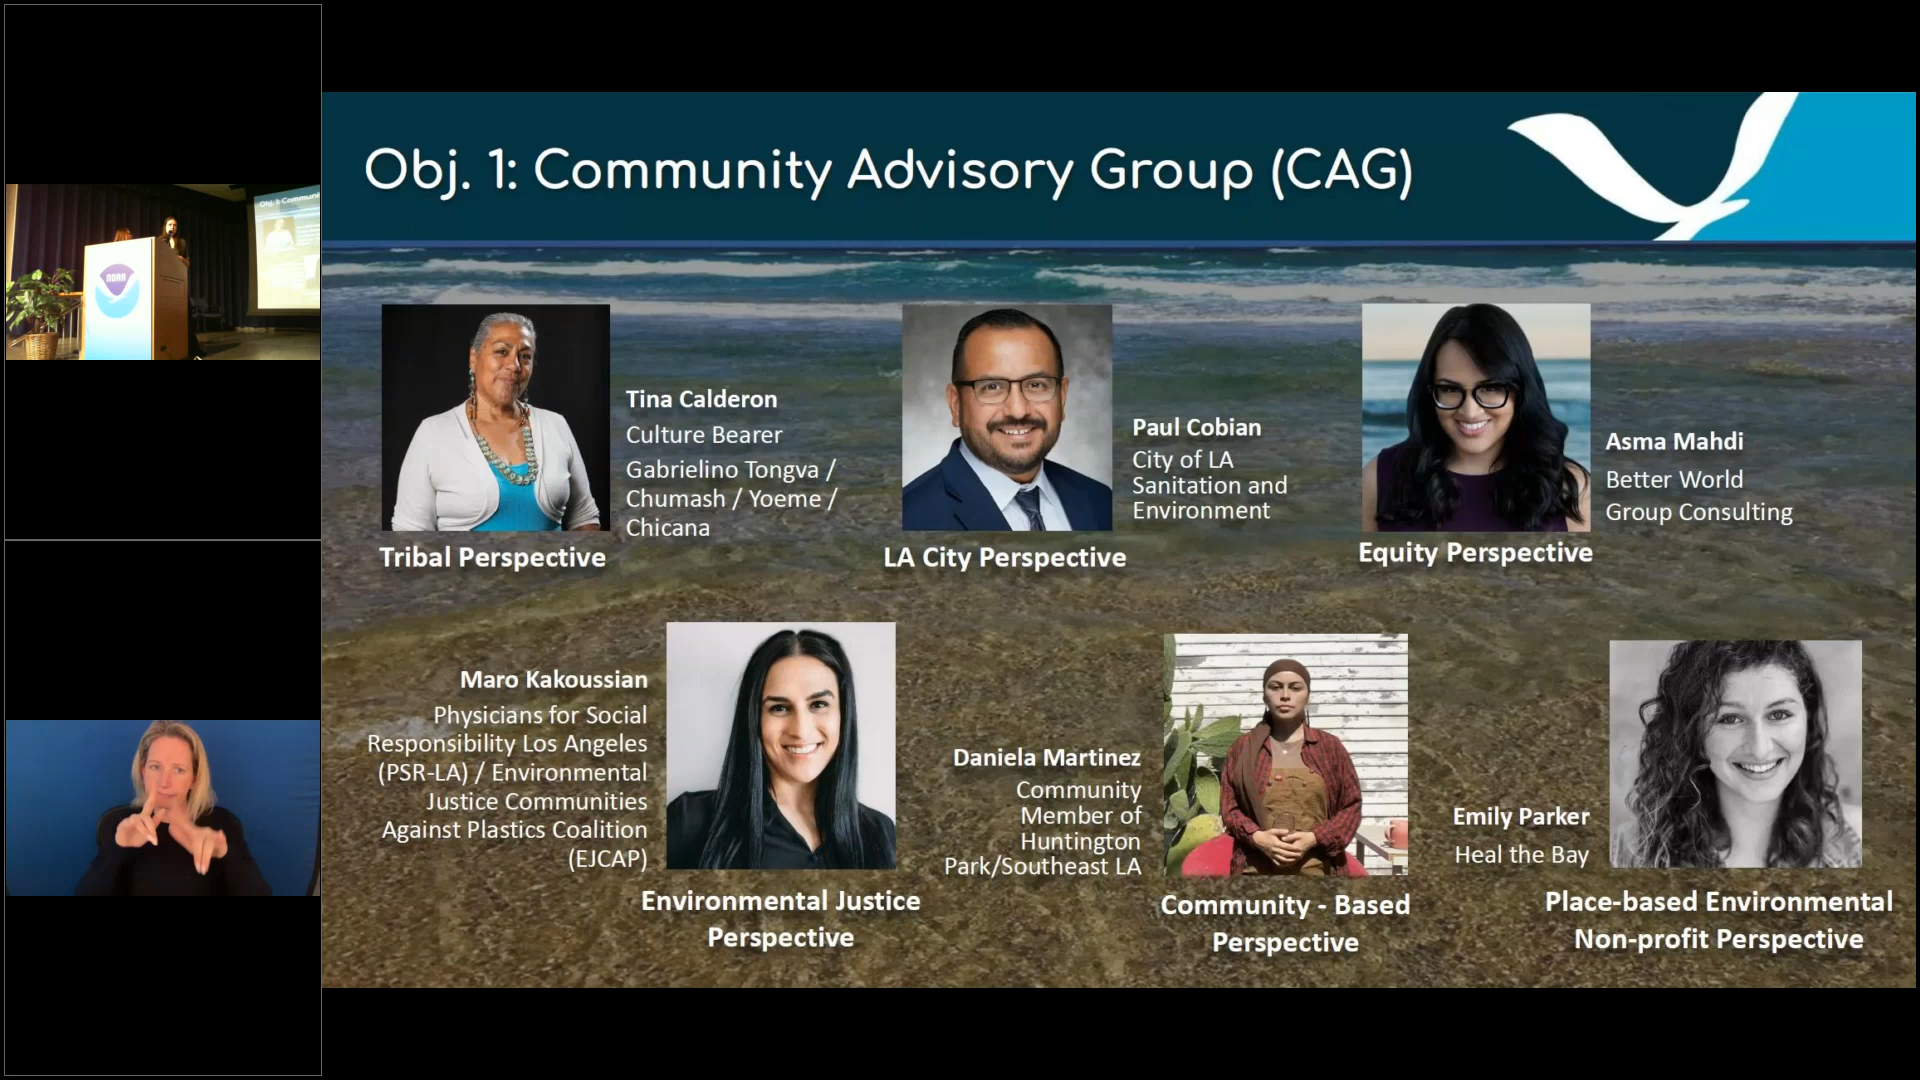 Obj. 1: Community Advisory Group (CAG)
Tina Calderon
Culture Bearer
Gabrielino Tongva /
Chumash / Yoeme /
Chicana
Tribal Perspective
Paul Cobian
City of LA
Sanitation and
Environment
LA City Perspective
Asma Mahdi
Better World
Group Consulting
Equity Perspective
Maro Kakoussian
Physicians for Social
Responsibility Los Angeles
(PSR-LA) / Environmental
Justice Communities
Against Plastics Coalition
(EJCAP)
Environmental Justice
Perspective
Daniela Martinez
Community
Member of
Huntington
Park/Southeast LA
Community - Based
Perspective
Emily Parker
Heal the Bay
Place-based Environmental
Non-profit Perspective
NOAA
Obj. 1: Communi